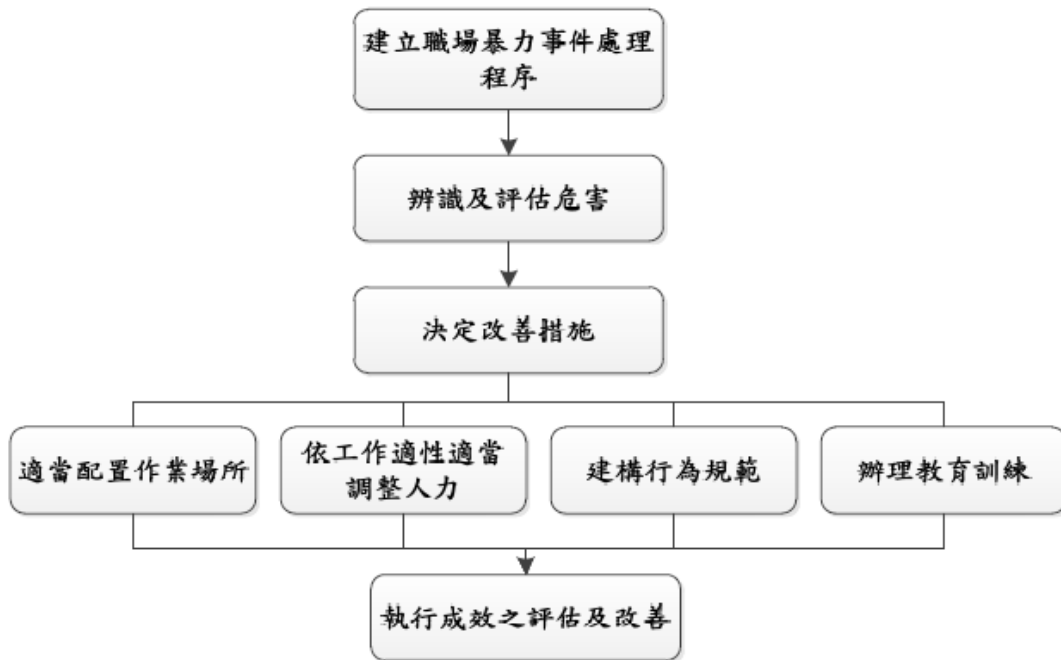 建立職場暴力事件處理
程序
辨識及評估危害
決定改善措施
適當配置作業場所
依工作適性適當
調整人力
建構行為規範
辦理教育訓練
執行成效之評估及改善